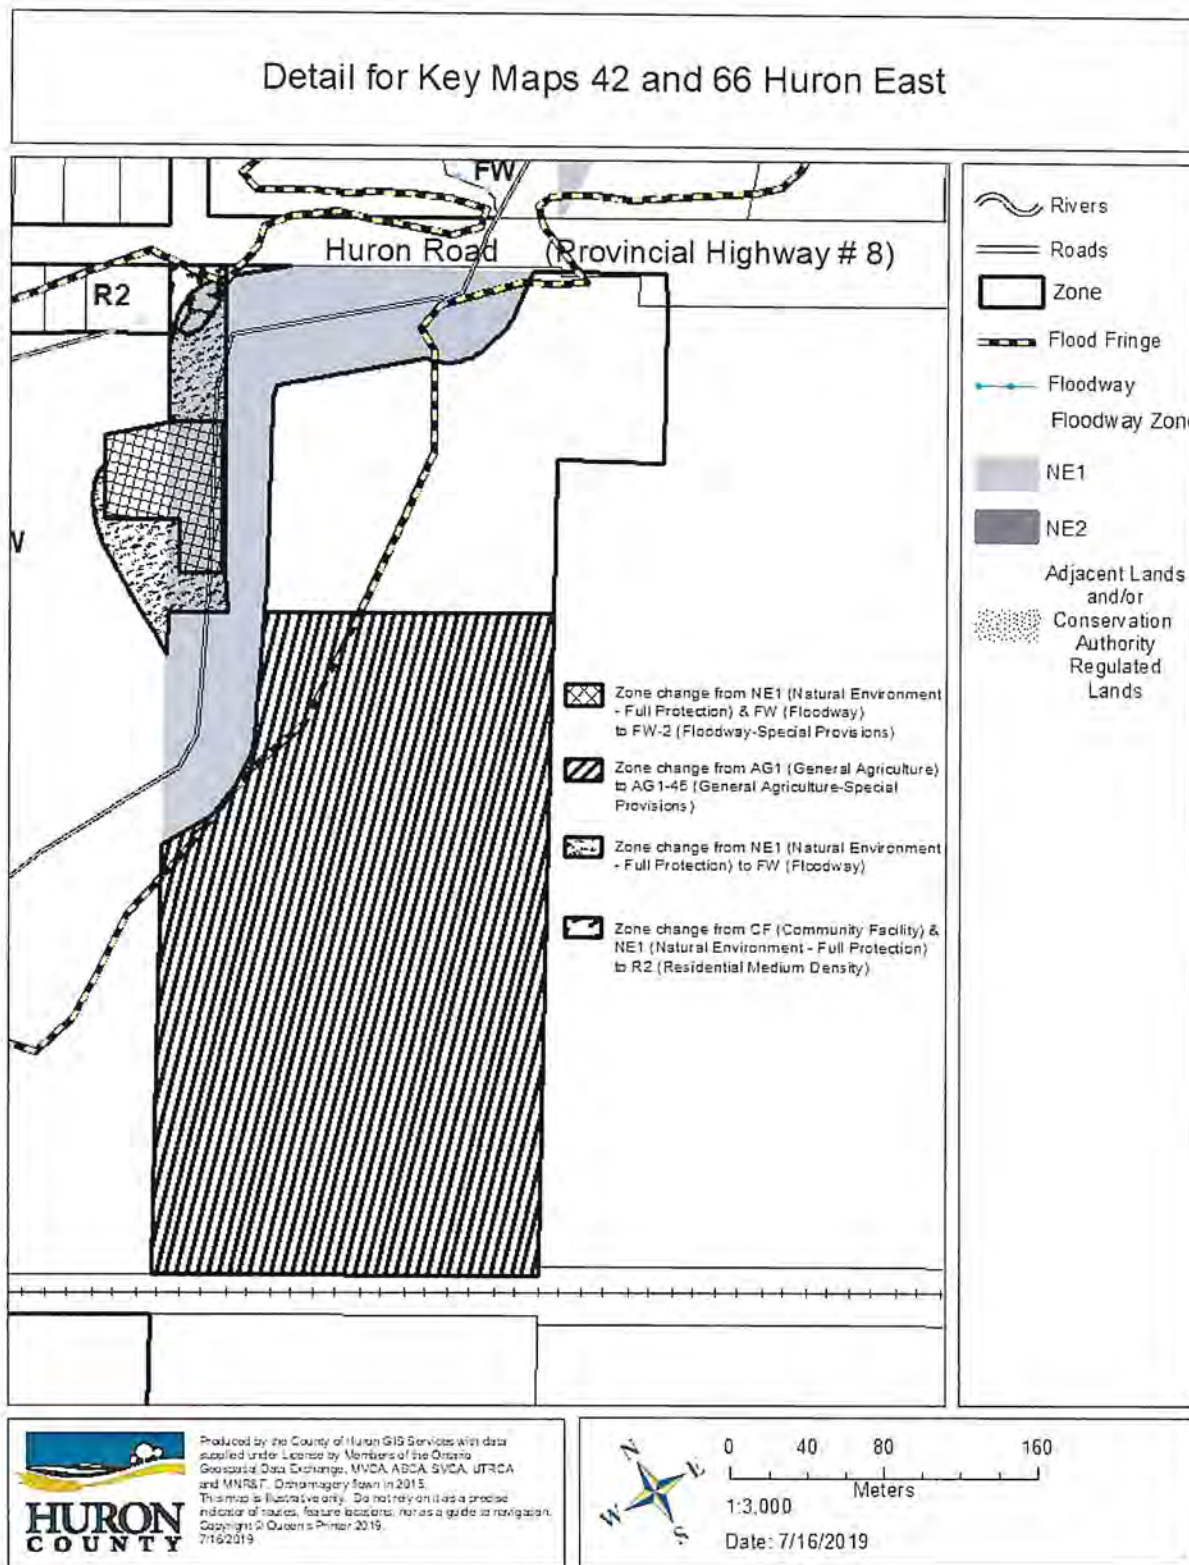 Detail for Key Maps 42 and 66 Huron East
FW
Huron Road (Provincial Highway # 8)
R2
Rivers
Roads
Zone
Flood Fringe
Floodway
Floodway Zone
NE1
NE2
Adjacent Lands
and/or
Conservation
Authority
Regulated
Lands
Zone change from NE1 (Natural Environment
- Full Protection) & FW (Floodway)
to FW-2 (Floodway-Special Provisions)
Zone change from AG1 (General Agriculture)
to AG1-45 (General Agriculture-Special
Provisions)
Zone change from NE1 (Natural Environment
- Full Protection) to FW (Floodway)
Zone change from CF (Community Facility) &
NE1 (Natural Environment - Full Protection)
to R2 (Residential Medium Density)
HURON
COUNTY
Produced by the County of Huron GIS Services with data
supplied under License by Members of the Ontario
Geospatial Data Exchange, MVCA, ABCA, SVCA, UTRCA
and MNR&F. Orthoimagery flown in 2015.
This map is illustrative only. Do not rely on it as a precise
indicator of routes, feature locations, nor as a guide to navigation.
Copyright © Queen's Printer 2019.
7/16/2019
N
E
W
S
0 40 80 160
Meters
1:3,000
Date: 7/16/2019